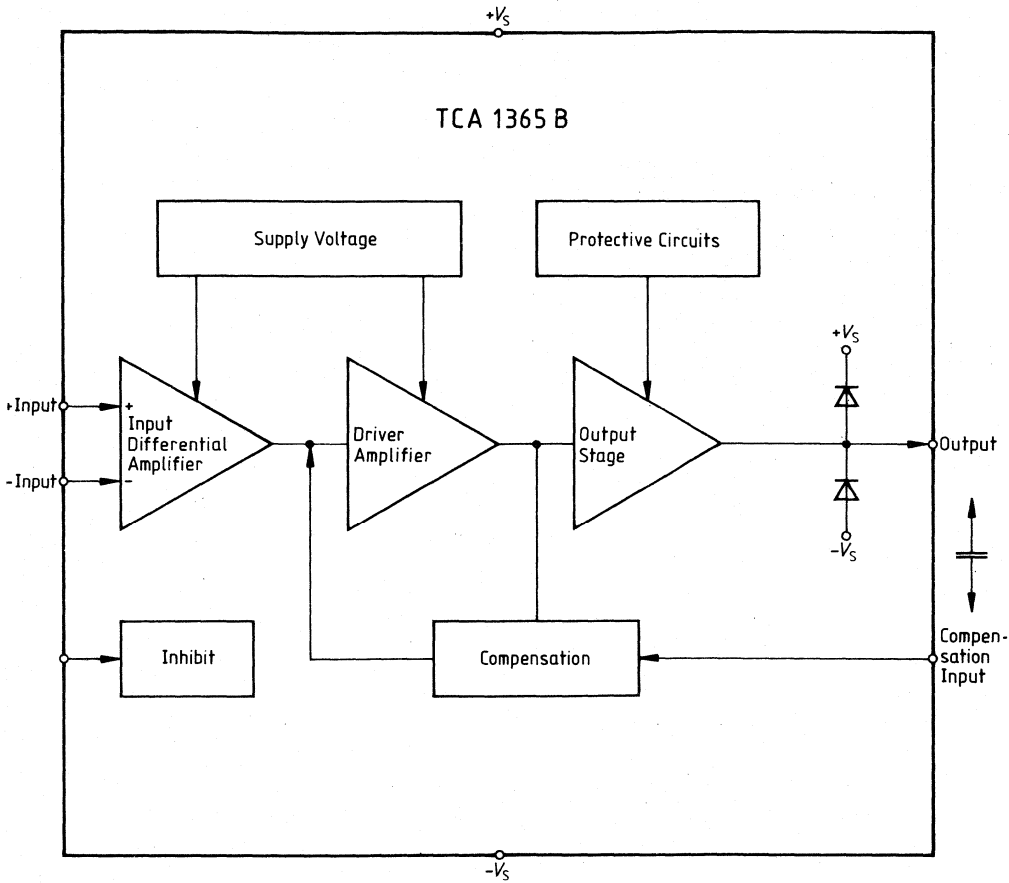 +VS
TCA 1365 B
Supply Voltage
Protective Circuits
+VS
+Input
+
Input
Differential
Amplifier
-
-Input
Driver
Amplifier
Output
Stage
Output
-VS
Inhibit
Compensation
Compen-
sation
Input
-VS